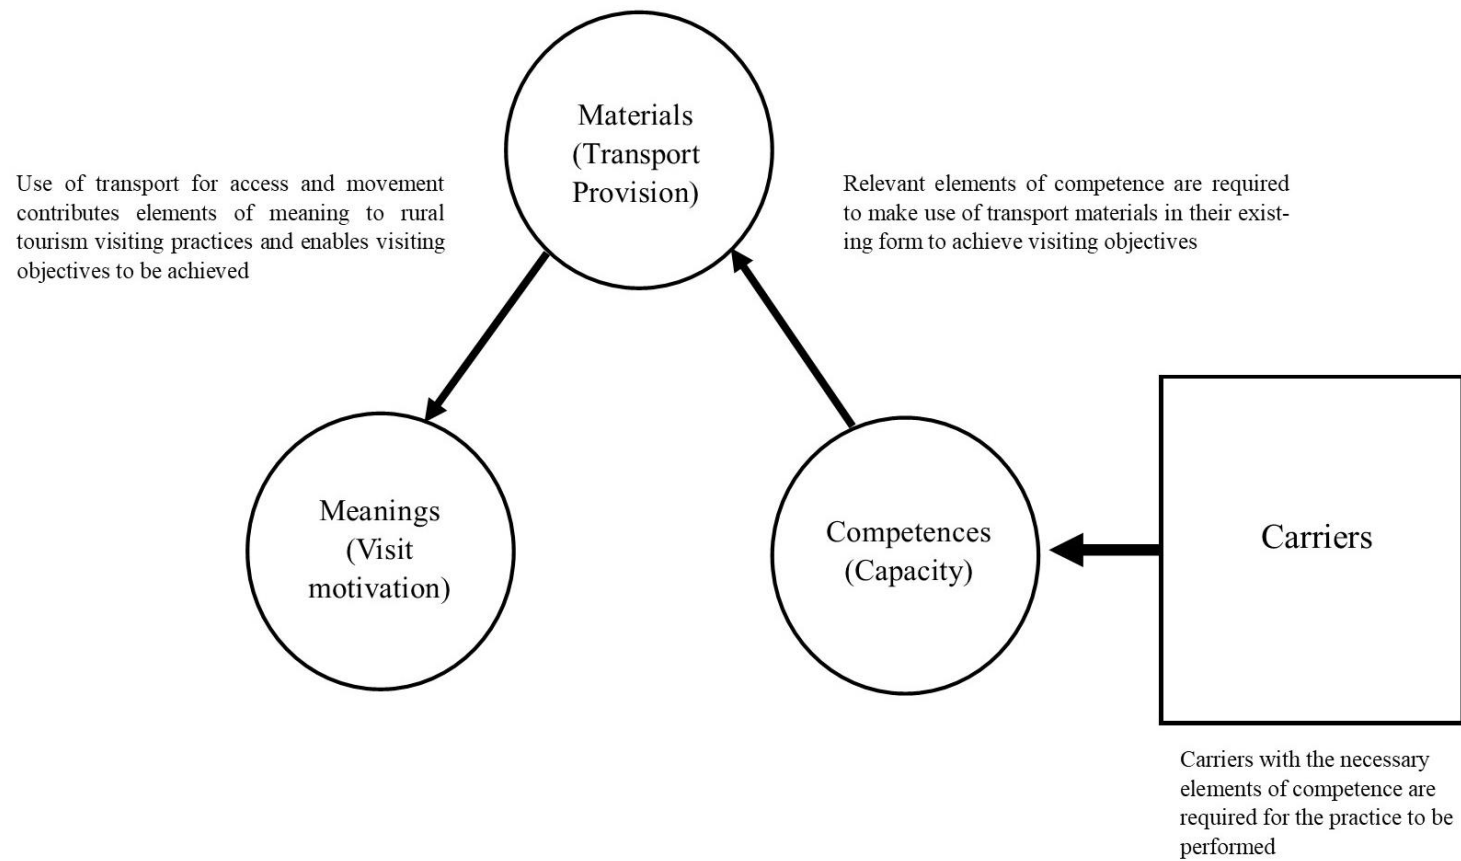 Materials
(Transport
Provision)
Use of transport for access and movement
contributes elements of meaning to rural
tourism visiting practices and enables visiting
objectives to be achieved
Relevant elements of competence are required
to make use of transport materials in their exist-
ing form to achieve visiting objectives
Meanings
(Visit
motivation)
Competences
(Capacity)
Carriers
Carriers with the necessary
elements of competence are
required for the practice to be
performed